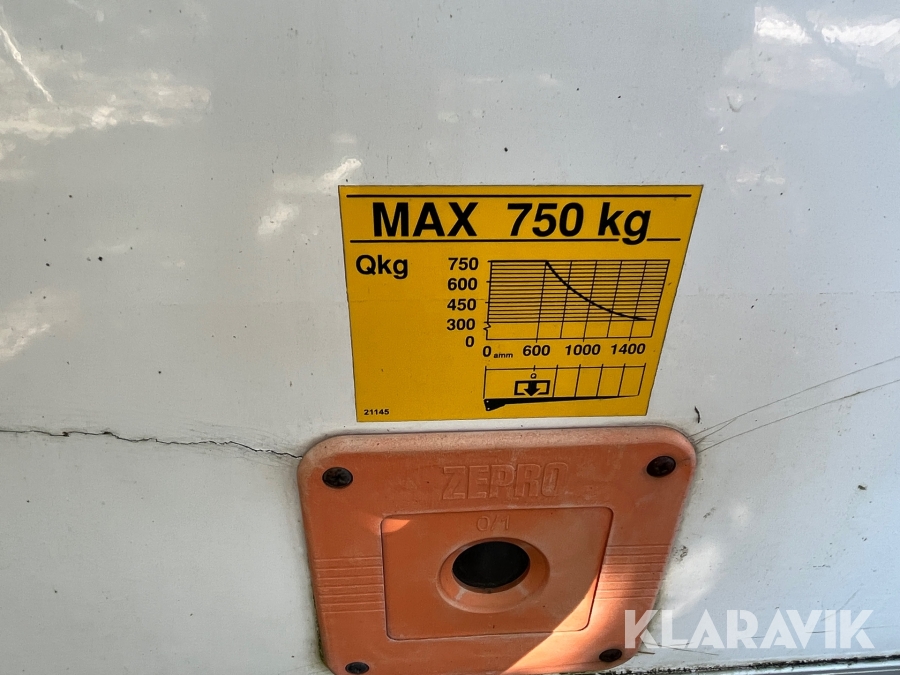 MAX 750 kg
Qkg
750
600
450
300
0
0 a/mm 600 1000 1400
Q
21145
ZEPRO
0/1
KLARAVIK